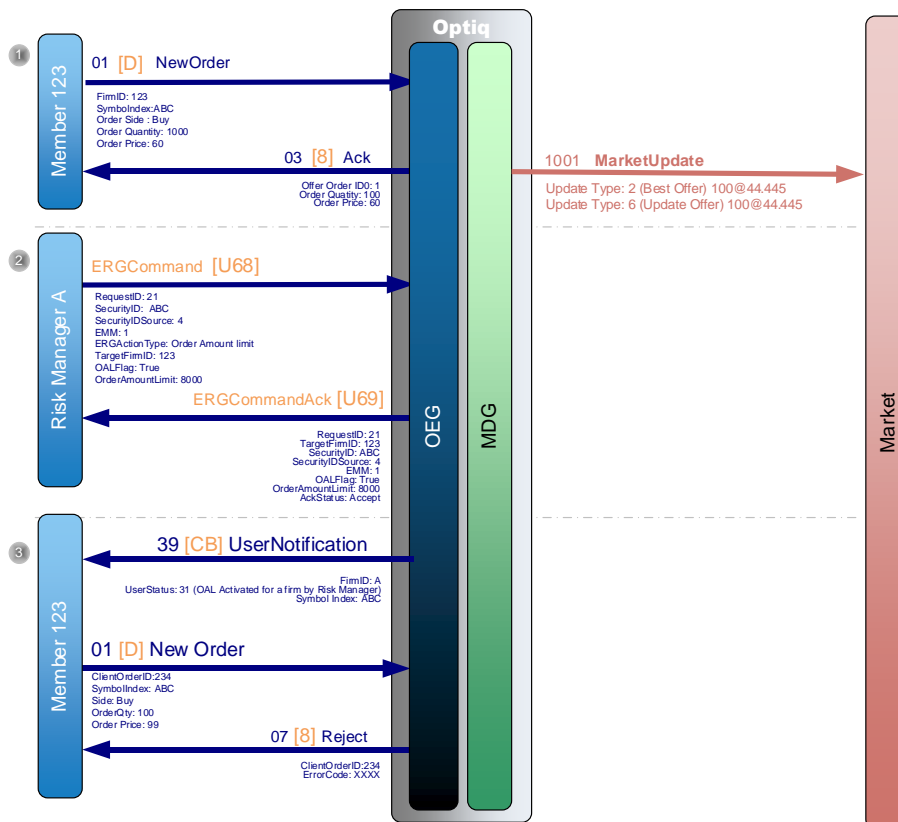 Optiq
1
Member 123
01 [D] NewOrder
FirmID: 123
SymbolIndex:ABC
Order Side : Buy
Order Quantity: 1000
Order Price: 60
03 [8] Ack
Offer Order ID0: 1
Order Quatity: 100
Order Price: 60
1001 MarketUpdate
Update Type: 2 (Best Offer) 100@44.445
Update Type: 6 (Update Offer) 100@44.445
2
Risk Manager A
ERGCommand [U68]
RequestID: 21
SecurityID: ABC
SecurityIDSource: 4
EMM: 1
ERGActionType: Order Amount limit
TargetFirmID: 123
OALFlag: True
OrderAmountLimit: 8000
ERGCommandAck [U69]
RequestID: 21
TargetFirmID: 123
SecurityID: ABC
SecurityIDSource: 4
EMM: 1
OALFlag: True
OrderAmountLimit: 8000
AckStatus: Accept
OEG
MDG
Market
3
Member 123
39 [CB] UserNotification
FirmID: A
UserStatus: 31 (OAL Activated for a firm by Risk Manager)
Symbol Index: ABC
01 [D] New Order
ClientOrderID:234
SymbolIndex: ABC
Side: Buy
OrderQty: 100
Order Price: 99
07 [8] Reject
ClientOrderID:234
ErrorCode: XXXX